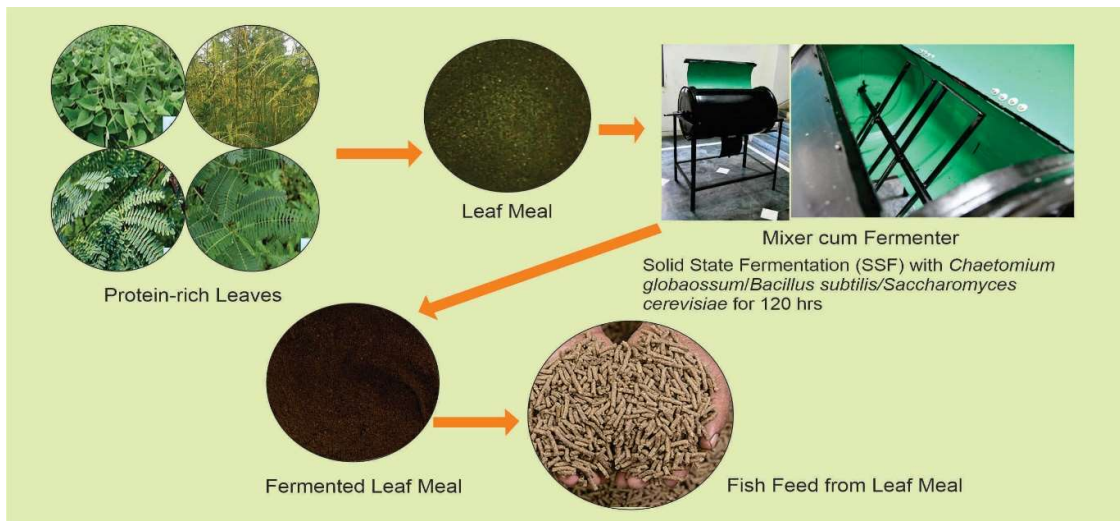 Leaf Meal
Mixer cum Fermenter
Solid State Fermentation (SSF) with Chaetomium
globaossum/Bacillus subtilis/Saccharomyces
cerevisiae for 120 hrs
Protein-rich Leaves
Fermented Leaf Meal
Fish Feed from Leaf Meal